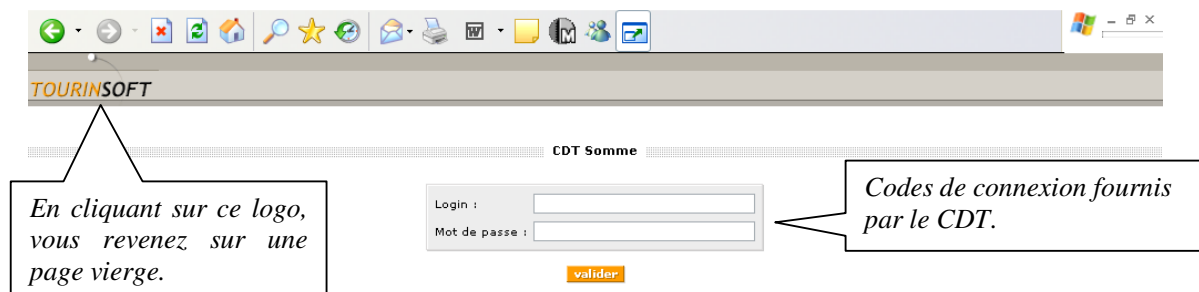 TOURINSOFT
CDT Somme
En cliquant sur ce logo,
vous revenez sur une
page vierge.
Login :
Mot de passe :
valider
Codes de connexion fournis
par le CDT.